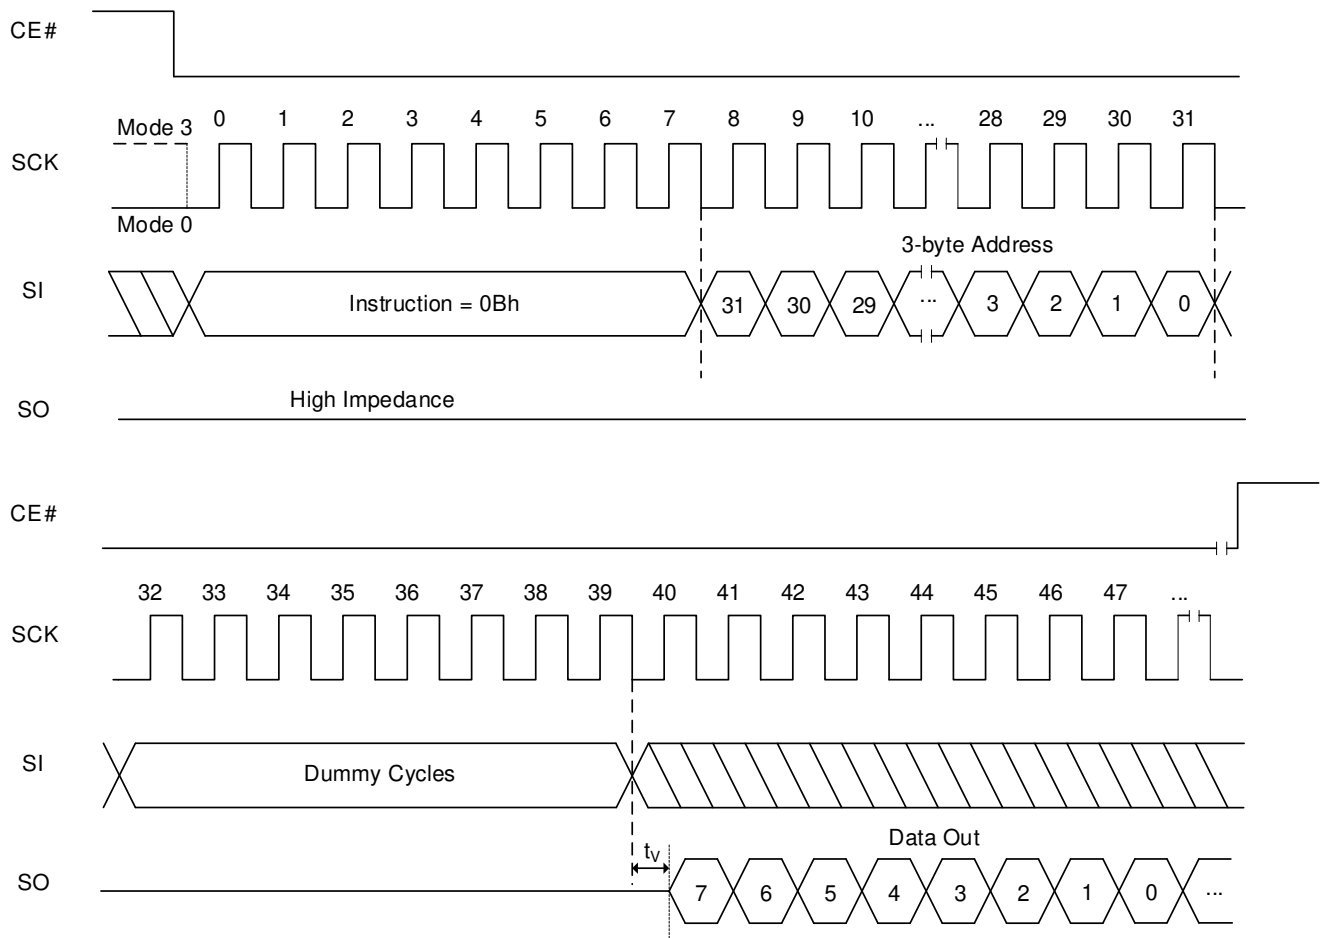 CE#
Mode 3 0 1 2 3 4 5 6 7 8 9 10 ... 28 29 30 31
SCK
Mode 0
3-byte Address
SI Instruction = 0Bh 31 30 29 ... 3 2 1 0
SO High Impedance
CE#
32 33 34 35 36 37 38 39 40 41 42 43 44 45 46 47 ...
SCK
SI Dummy Cycles
Data Out
tV
SO 7 6 5 4 3 2 1 0 ...